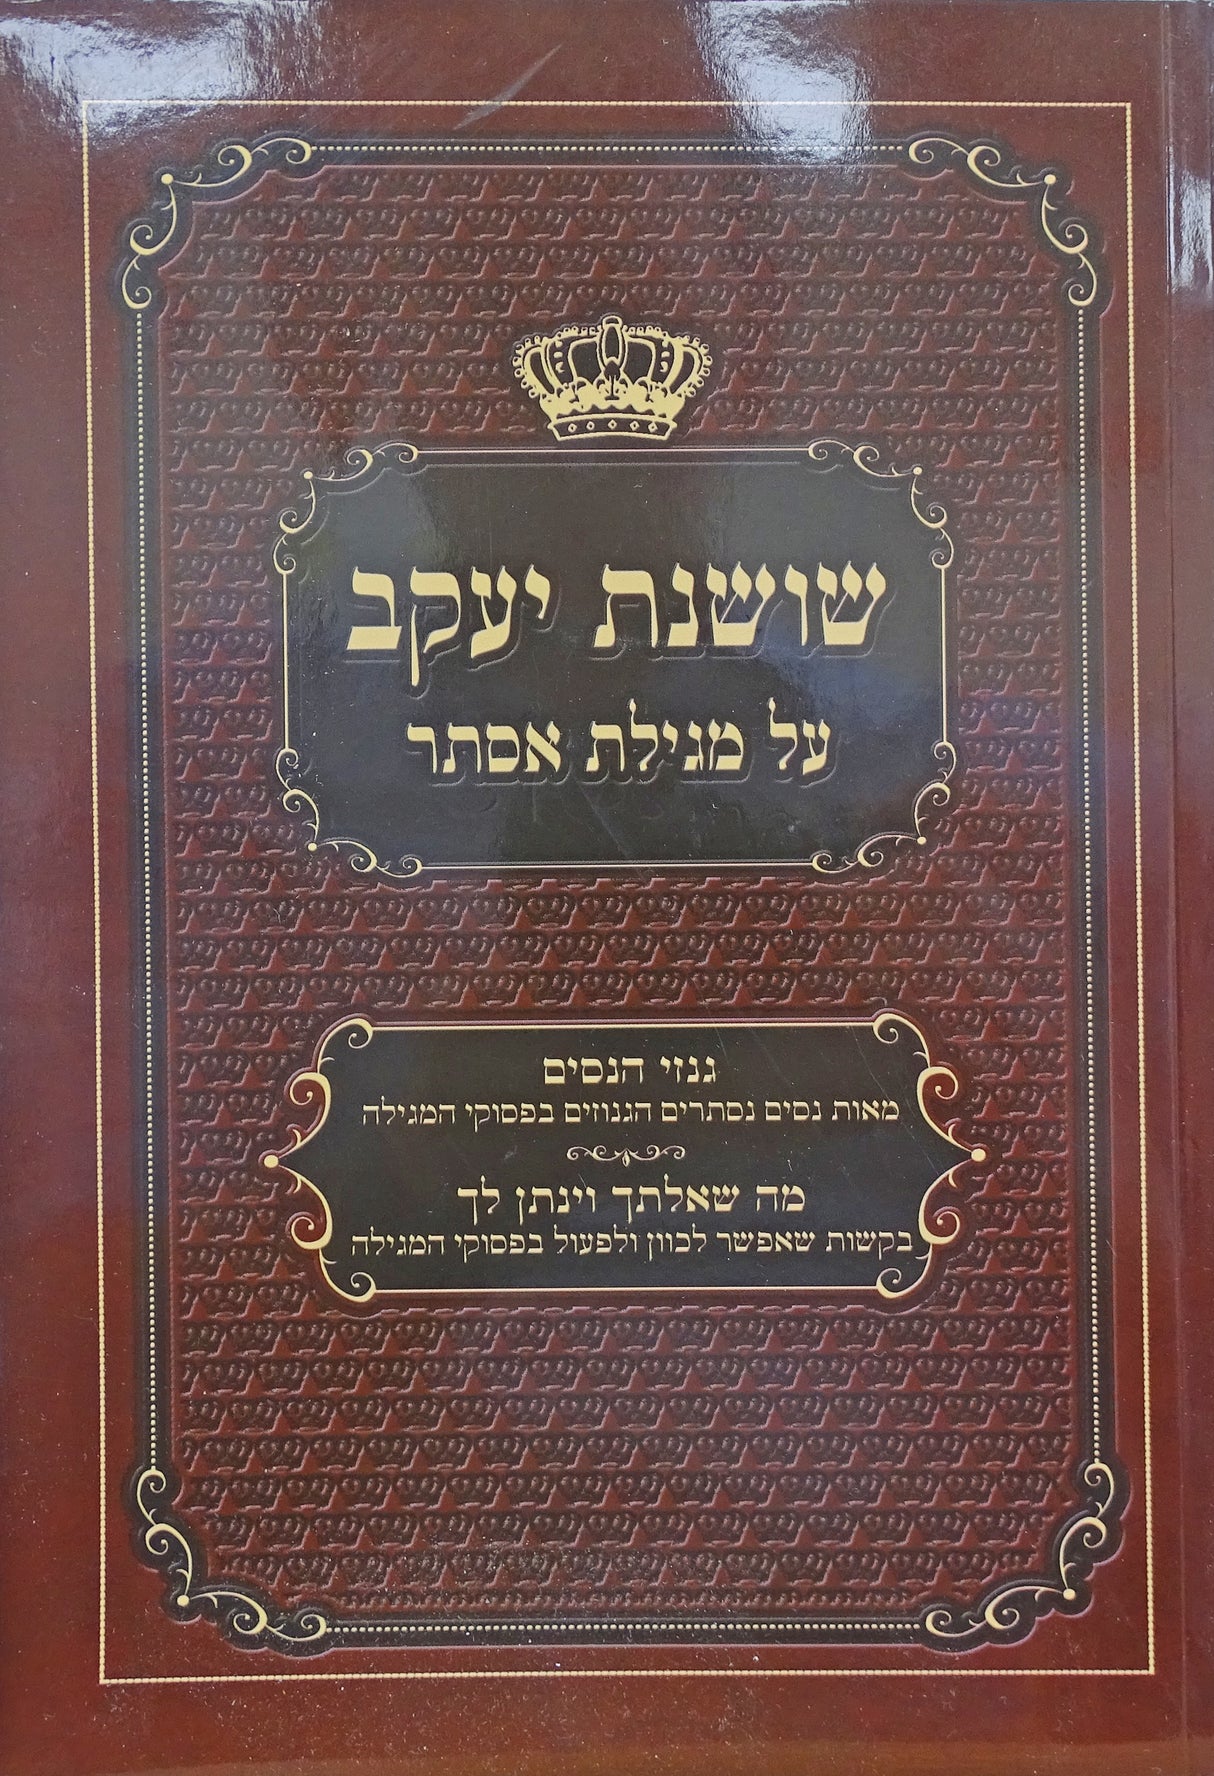 שושנת יעקב
על מגילת אסתר
גנזי הנסים
מאות נסים נסתרים הגנוזים בפסוקי המגילה
מה שאלתך וינתן לך
בקשות שאפשר לכוון ולפעול בפסוקי המגילה